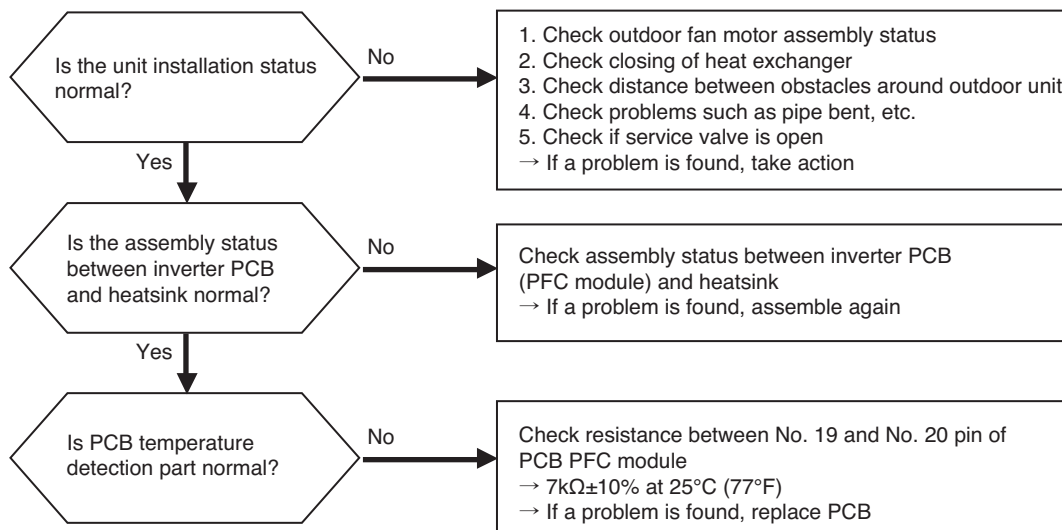 Is the unit installation status
normal?
No
1. Check outdoor fan motor assembly status
2. Check closing of heat exchanger
3. Check distance between obstacles around outdoor unit
4. Check problems such as pipe bent, etc.
5. Check if service valve is open
→ If a problem is found, take action
Yes
Is the assembly status
between inverter PCB
and heatsink normal?
No
Check assembly status between inverter PCB
(PFC module) and heatsink
→ If a problem is found, assemble again
Yes
Is PCB temperature
detection part normal?
No
Check resistance between No. 19 and No. 20 pin of
PCB PFC module
→ 7kΩ±10% at 25°C (77°F)
→ If a problem is found, replace PCB